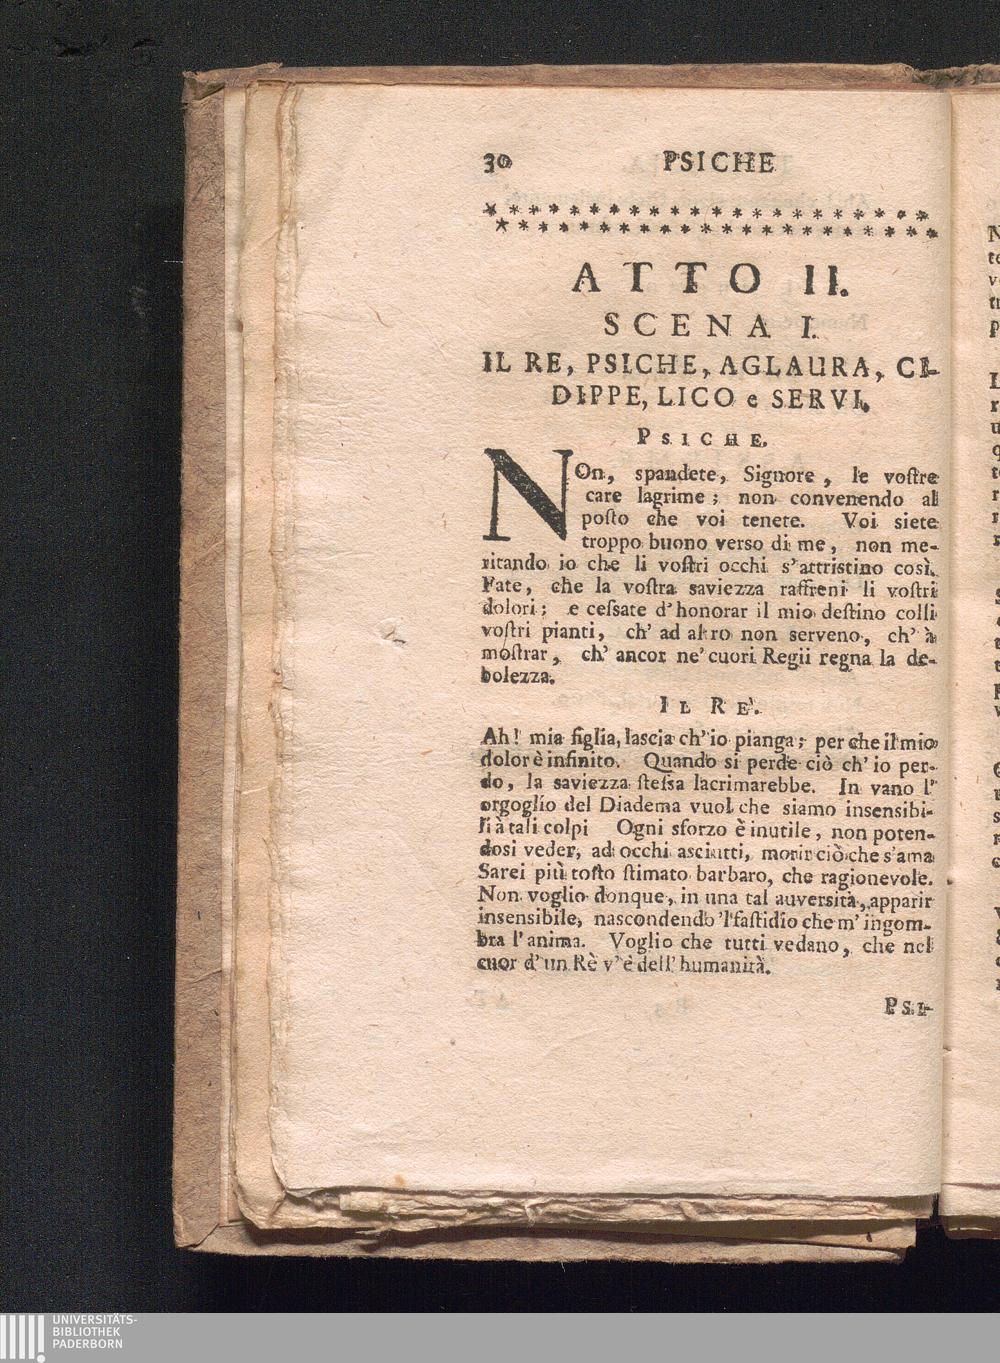 30 PSICHE
ATTO II.
SCENA I.
IL RE, PSICHE, AGLAURA, CI-
DIPPE, LICO e SERVI.
PSICHE.
NOn, spandete, Signore, le vostre
care lagrime; non convenendo al
posto che voi tenete. Voi siete
troppo buono verso di me, non me-
ritando io che li vostri occhi s'attristino così.
Fate, che la vostra saviezza raffreni li vostri
dolori; e cessate d'honorar il mio destino colli
vostri pianti, ch' ad altro non serveno, ch' à
mostrar, ch' ancor ne' cuori Regii regna la de-
bolezza.
IL RE'.
Ah! mia figlia, lascia ch'io pianga; per che il mio
dolor è infinito. Quando si perde ciò ch' io per-
do, la saviezza stessa lacrimarebbe. In vano l'
orgoglio del Diadema vuol che siamo insensibi-
li à tali colpi Ogni sforzo è inutile, non poten-
dosi veder, ad occhi asciutti, morir ciò che s'ama
Sarei più tosto stimato barbaro, che ragionevole.
Non voglio donque, in una tal auversità, apparir
insensibile, nascondendo 'l fastidio che m' ingom-
bra l'anima. Voglio che tutti vedano, che nel
cuor d'un Rè v'è dell' humanità.
PSI-
UNIVERSITÄTS-
BIBLIOTHEK
PADERBORN